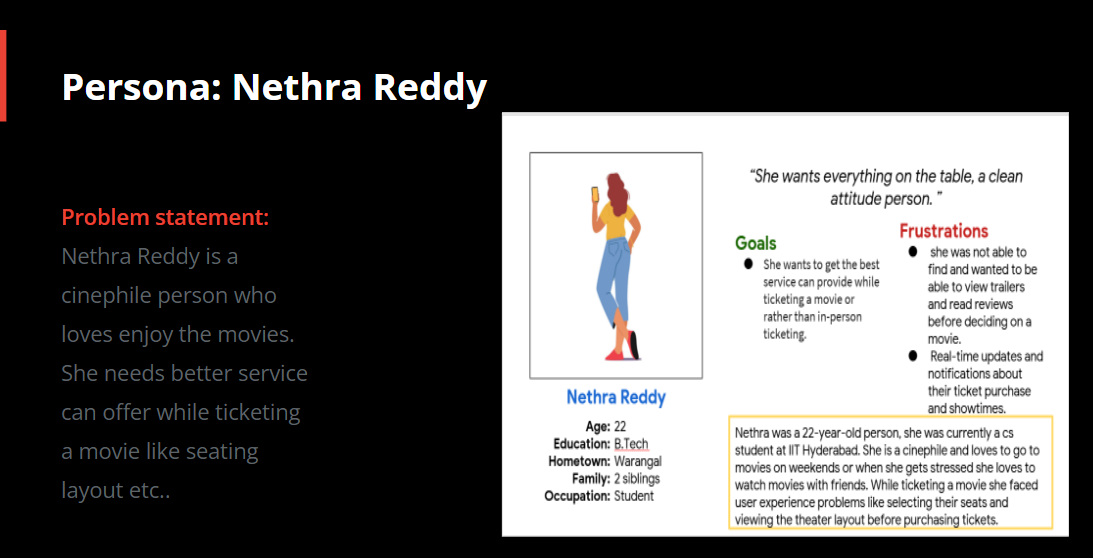 Persona: Nethra Reddy
Problem statement:
Nethra Reddy is a
cinephile person who
loves enjoy the movies.
She needs better service
can offer while ticketing
a movie like seating
layout etc..
“She wants everything on the table, a clean
attitude person. ”
Goals
● She wants to get the best
service can provide while
ticketing a movie or
rather than in-person
ticketing.
Frustrations
● she was not able to
find and wanted to be
able to view trailers
and read reviews
before deciding on a
movie.
● Real-time updates and
notifications about
their ticket purchase
and showtimes.
Nethra Reddy
Age: 22
Education: B.Tech
Hometown: Warangal
Family: 2 siblings
Occupation: Student
Nethra was a 22-year-old person, she was currently a cs
student at IIT Hyderabad. She is a cinephile and loves to go to
movies on weekends or when she gets stressed she loves to
watch movies with friends. While ticketing a movie she faced
user experience problems like selecting their seats and
viewing the theater layout before purchasing tickets.